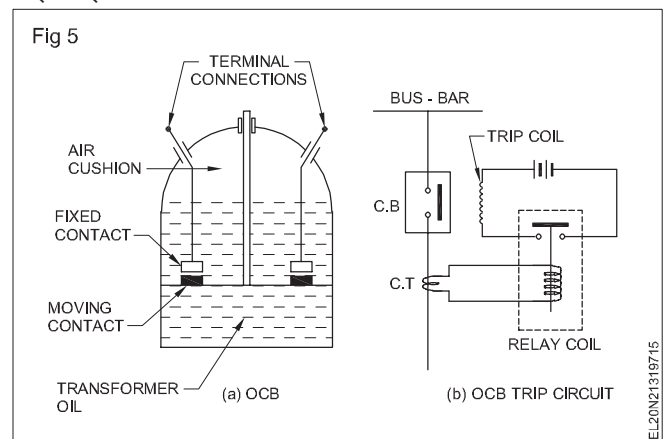 Fig 5
TERMINAL
CONNECTIONS
AIR
CUSHION
FIXED
CONTACT
MOVING
CONTACT
TRANSFORMER
OIL
(a) OCB
BUS - BAR
TRIP COIL
C.B
C.T
RELAY COIL
(b) OCB TRIP CIRCUIT
EL20N21319715